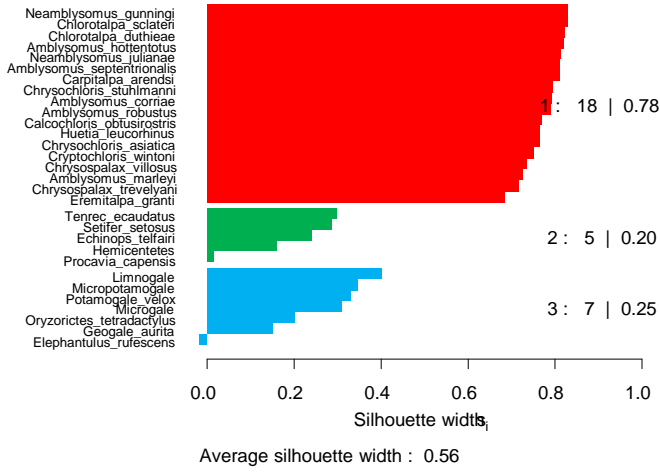 Neamblysomus_gunningi
Chlorotalpa_sclateri
Chlorotalpa_duthieae
Amblysomus_hottentotus
Neamblysomus_julianae
Amblysomus_septentrionalis
Carpitalpa_arendsi
Chrysochloris_stuhlmanni
Amblysomus_corriae
Amblysomus_robustus
1 : 18 | 0.78
Calcochloris_obtusirostris
Huetia_leucorhinus
Chrysochloris_asiatica
Cryptochloris_wintoni
Chrysospalax_villosus
Amblysomus_marleyi
Chrysospalax_trevelyani
Eremitalpa_granti
Tenrec_ecaudatus
Setifer_setosus
Echinops_telfairi
2 : 5 | 0.20
Hemicentetes
Procavia_capensis
Limnogale
Micropotamogale
Potamogale_velox
Microgale
3 : 7 | 0.25
Oryzorictes_tetradactylus
Geogale_aurita
Elephantulus_rufescens
0.0 0.2 0.4 0.6 0.8 1.0
Silhouette width si
Average silhouette width : 0.56